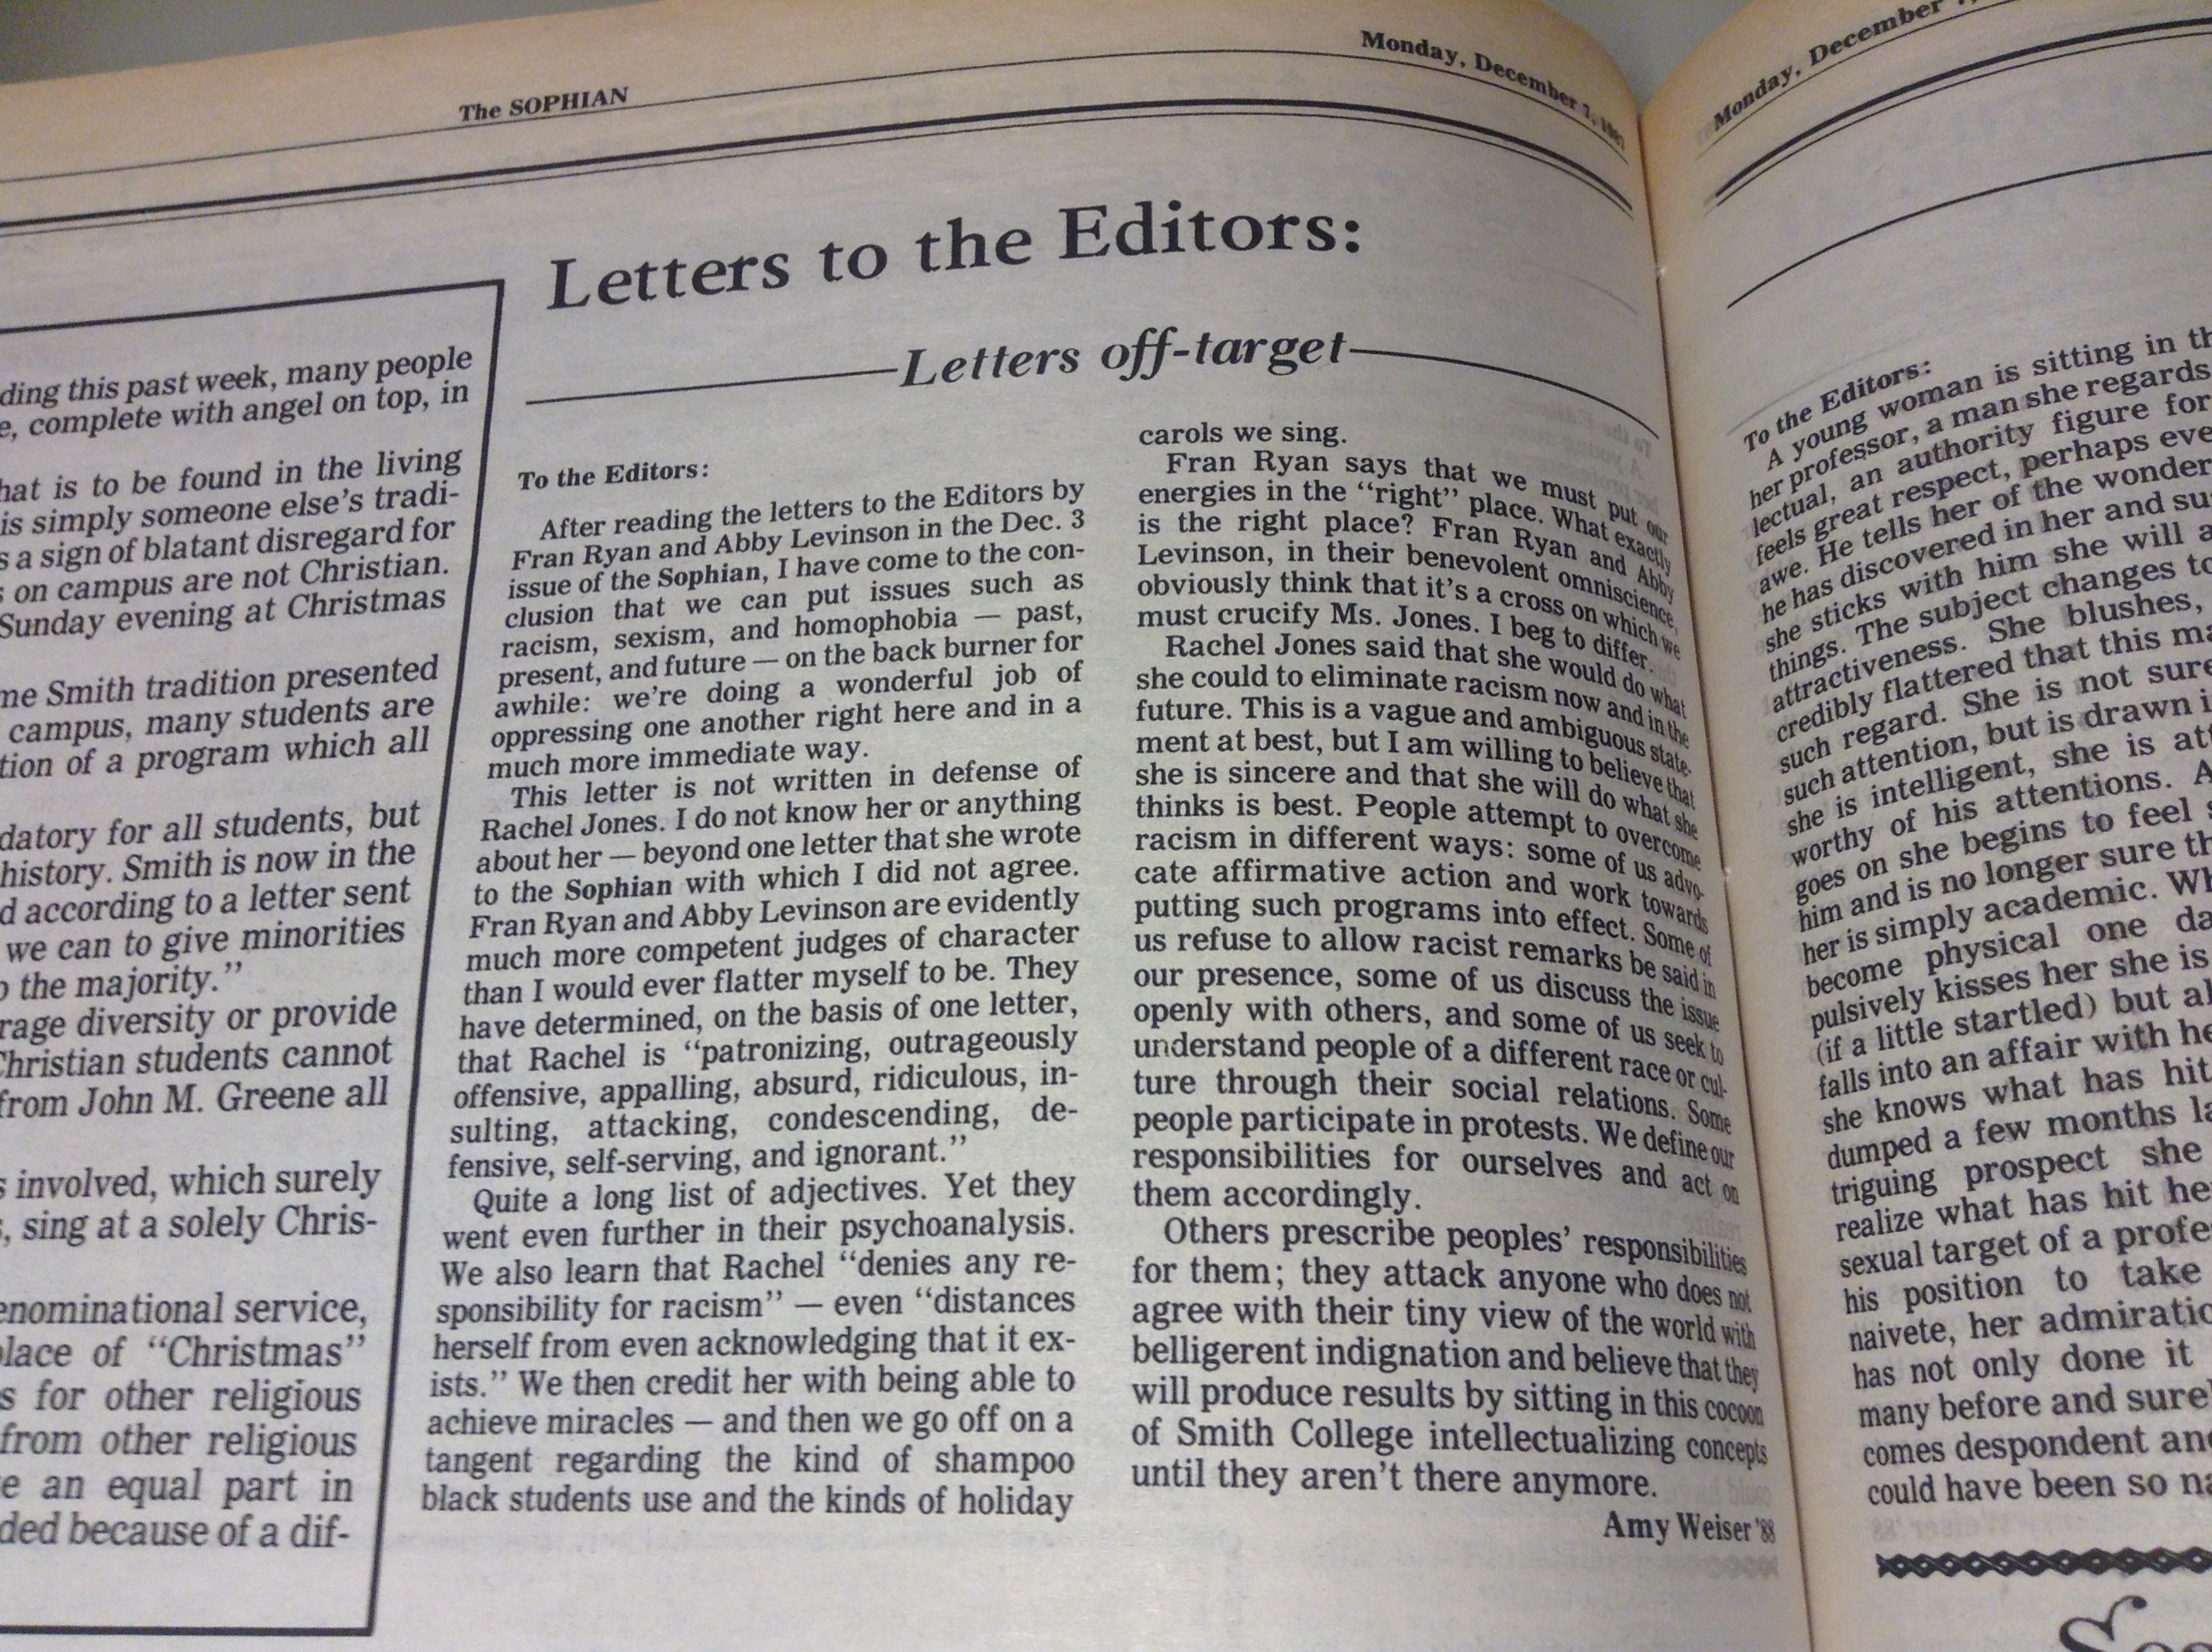 The SOPHIAN
Monday, December 7, 1987
ding this past week, many people
e, complete with angel on top, in
hat is to be found in the living
is simply someone else's tradi-
s a sign of blatant disregard for
s on campus are not Christian.
Sunday evening at Christmas
me Smith tradition presented
campus, many students are
tion of a program which all
datory for all students, but
history. Smith is now in the
d according to a letter sent
we can to give minorities
o the majority."
rage diversity or provide
Christian students cannot
from John M. Greene all
s involved, which surely
s, sing at a solely Chris-
enominational service,
place of "Christmas"
s for other religious
from other religious
e an equal part in
ded because of a dif-
Letters to the Editors:
Letters off-target
To the Editors:
After reading the letters to the Editors by
Fran Ryan and Abby Levinson in the Dec. 3
issue of the Sophian, I have come to the con-
clusion that we can put issues such as
racism, sexism, and homophobia — past,
present, and future — on the back burner for
awhile: we're doing a wonderful job of
oppressing one another right here and in a
much more immediate way.
This letter is not written in defense of
Rachel Jones. I do not know her or anything
about her — beyond one letter that she wrote
to the Sophian with which I did not agree.
Fran Ryan and Abby Levinson are evidently
much more competent judges of character
than I would ever flatter myself to be. They
have determined, on the basis of one letter,
that Rachel is "patronizing, outrageously
offensive, appalling, absurd, ridiculous, in-
sulting, attacking, condescending, de-
fensive, self-serving, and ignorant."
Quite a long list of adjectives. Yet they
went even further in their psychoanalysis.
We also learn that Rachel "denies any re-
sponsibility for racism" — even "distances
herself from even acknowledging that it ex-
ists." We then credit her with being able to
achieve miracles — and then we go off on a
tangent regarding the kind of shampoo
black students use and the kinds of holiday
carols we sing.
Fran Ryan says that we must put our
energies in the "right" place. What exactly
is the right place? Fran Ryan and Abby
Levinson, in their benevolent omniscience,
obviously think that it's a cross on which we
must crucify Ms. Jones. I beg to differ.
Rachel Jones said that she would do what
she could to eliminate racism now and in the
future. This is a vague and ambiguous state-
ment at best, but I am willing to believe that
she is sincere and that she will do what she
thinks is best. People attempt to overcome
racism in different ways: some of us advo-
cate affirmative action and work towards
putting such programs into effect. Some of
us refuse to allow racist remarks be said in
our presence, some of us discuss the issue
openly with others, and some of us seek to
understand people of a different race or cul-
ture through their social relations. Some
people participate in protests. We define our
responsibilities for ourselves and act on
them accordingly.
Others prescribe peoples' responsibilities
for them; they attack anyone who does not
agree with their tiny view of the world with
belligerent indignation and believe that they
will produce results by sitting in this cocoon
of Smith College intellectualizing concepts
until they aren't there anymore.
Amy Weiser '88
Monday, December 7,
To the Editors:
A young woman is sitting in th
her professor, a man she regards
lectual, an authority figure for
feels great respect, perhaps eve
awe. He tells her of the wonder
he has discovered in her and su
she sticks with him she will a
things. The subject changes to
attractiveness. She blushes,
credibly flattered that this ma
such regard. She is not sure
such attention, but is drawn i
she is intelligent, she is att
worthy of his attentions. A
goes on she begins to feel s
him and is no longer sure th
her is simply academic. Wh
become physical one da
pulsively kisses her she is
(if a little startled) but al
falls into an affair with he
she knows what has hit
dumped a few months la
triguing prospect she
realize what has hit he
sexual target of a profe
his position to take
naivete, her admiratio
has not only done it
many before and surel
comes despondent and
could have been so na